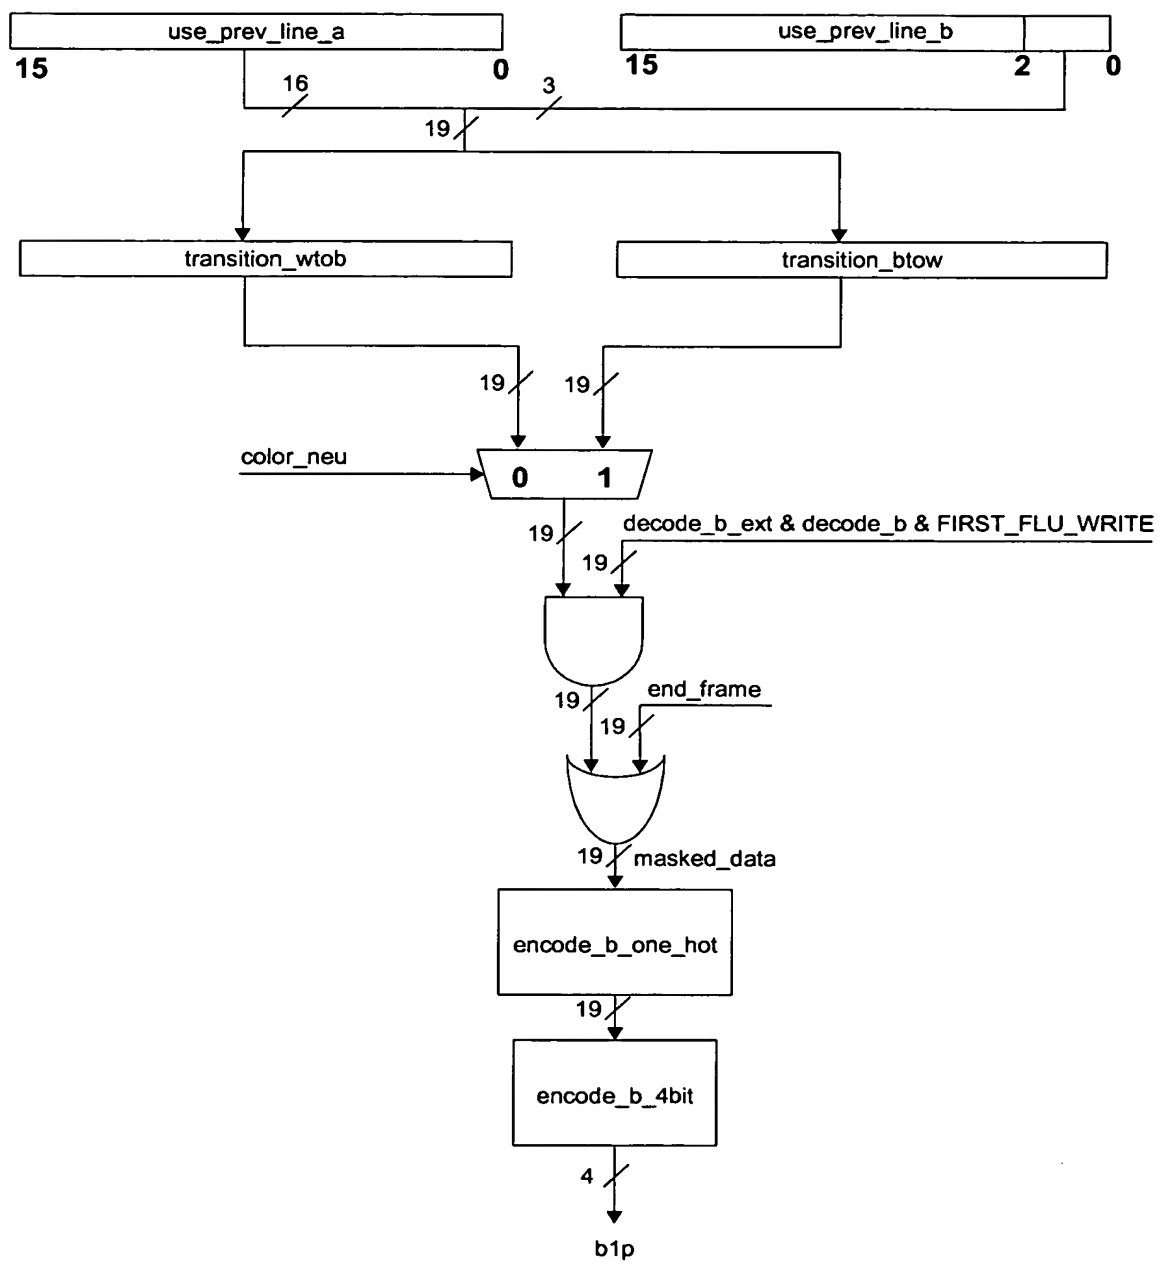 use_prev_line_a
use_prev_line_b
15
0
15
2
0
16
3
19
transition_wtob
transition_btow
19
19
color_neu
0
1
19
decode_b_ext & decode_b & FIRST_FLU_WRITE
19
19
end_frame
19
19
masked_data
encode_b_one_hot
19
encode_b_4bit
4
b1p